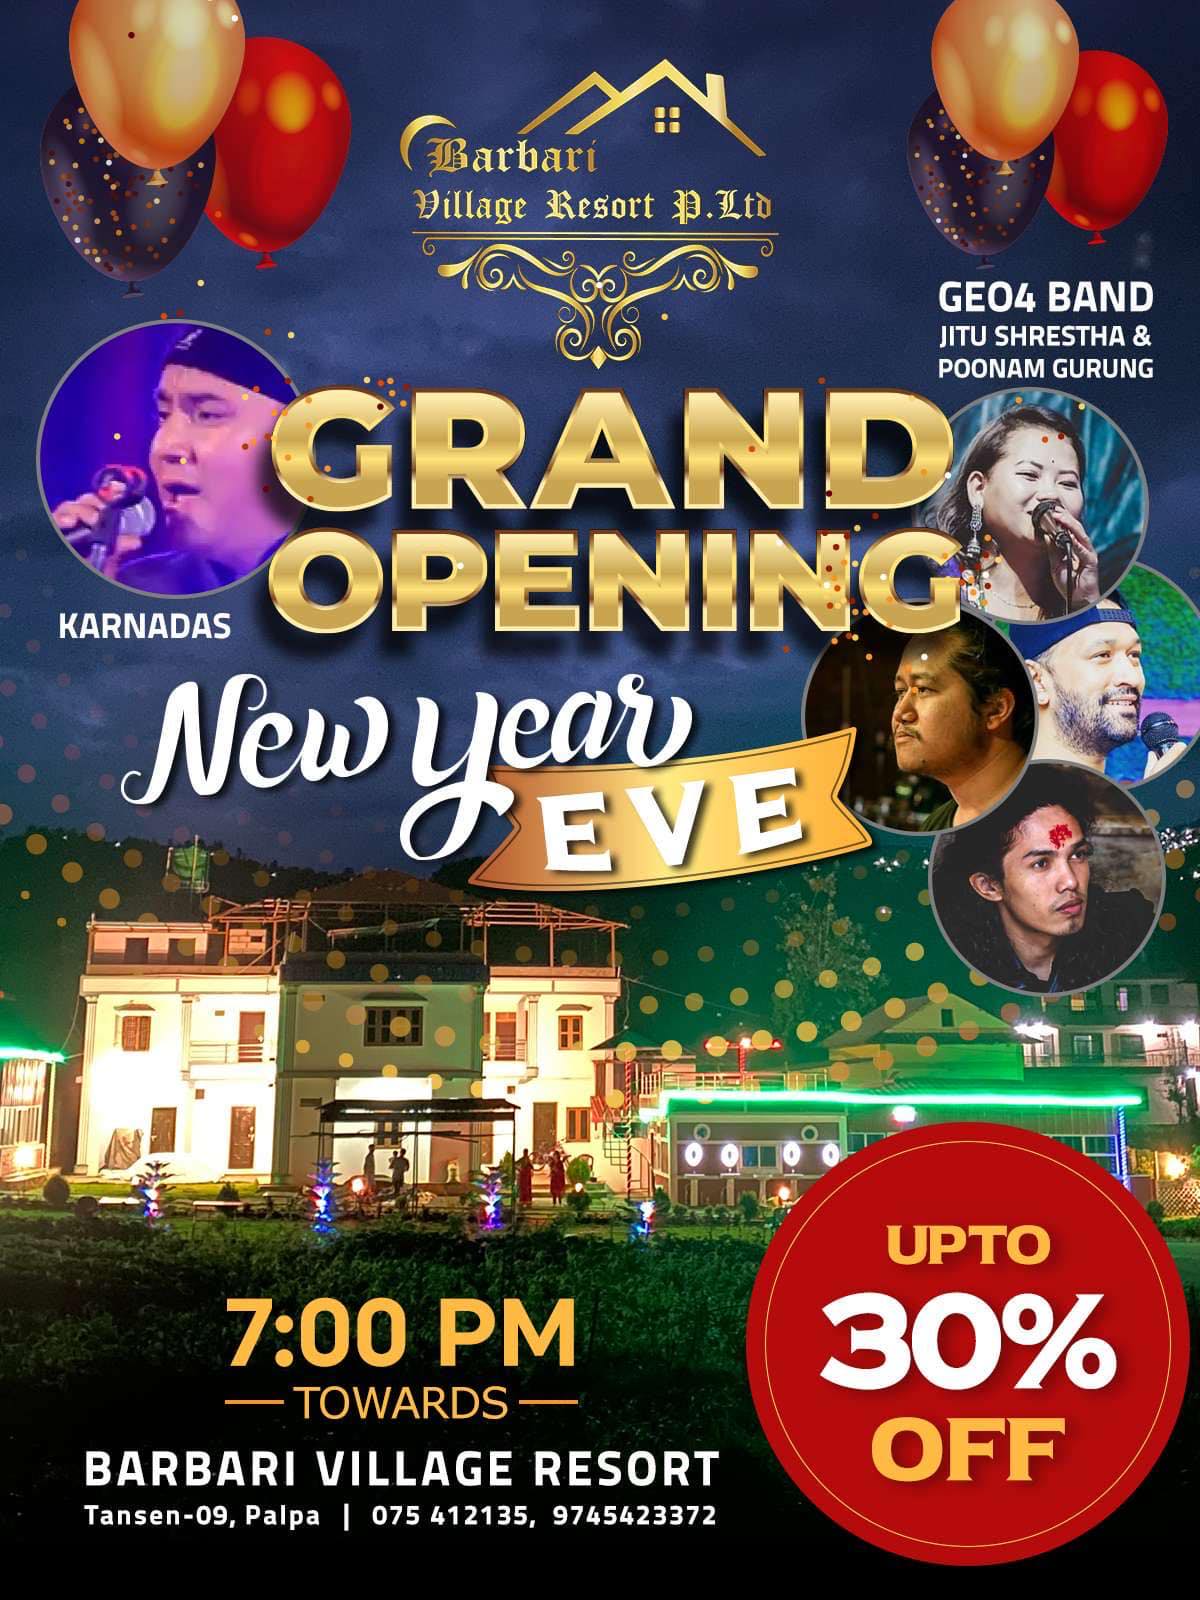 Barbari
Village Resort P.Ltd
GEO4 BAND
JITU SHRESTHA &
POONAM GURUNG
GRAND
OPENING
KARNADAS
New Year
EVE
UPTO
30%
OFF
7:00 PM
TOWARDS
BARBARI VILLAGE RESORT
Tansen-09, Palpa | 075 412135, 9745423372